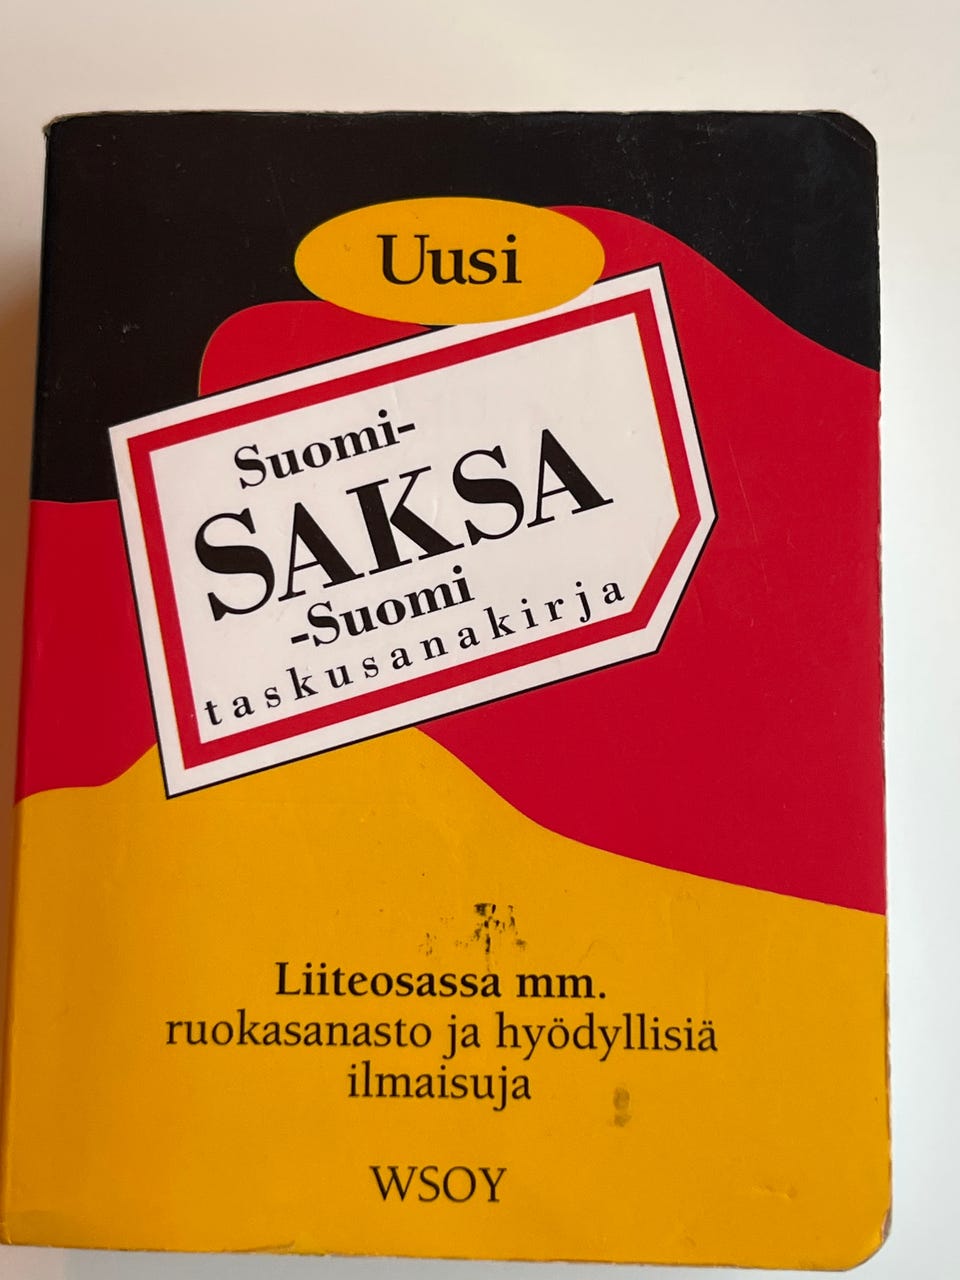 Uusi
Suomi-
SAKSA
-Suomi
taskusanakirja
Liiteosassa mm.
ruokasanasto ja hyödyllisiä
ilmaisuja
WSOY